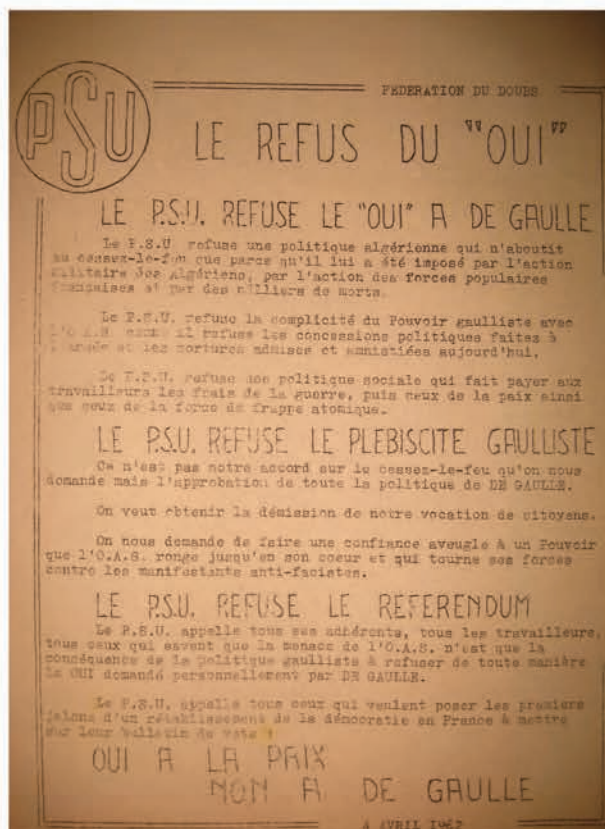 PSU
FEDERATION DU DOUBS
LE REFUS DU "OUI"
LE P.S.U. REFUSE LE "OUI" A DE GAULLE
Le P.S.U refuse une politique algérienne qui n'aboutit
au cessez-le-feu que parce qu'il lui a été imposé par l'action
militaire des Algériens, par l'action des forces populaires
françaises et par des milliers de morts.
Le P.S.U. refuse la complicité du Pouvoir gaulliste avec
l'O.A.S. comme il refuse les concessions politiques faites à
l'armée et les tortures admises et amnistiées aujourd'hui.
Le P.S.U. refuse une politique sociale qui fait payer aux
travailleurs les frais de la guerre, puis ceux de la paix ainsi
que ceux de la force de frappe atomique.
LE P.S.U. REFUSE LE PLEBISCITE GAULLISTE
Ce n'est pas notre accord sur le cessez-le-feu qu'on nous
demande mais l'approbation de toute la politique de DE GAULLE.
On veut obtenir la démission de notre vocation de citoyens.
On nous demande de faire une confiance aveugle à un Pouvoir
que l'O.A.S. ronge jusqu'en son coeur et qui tourne ses forces
contre les manifestants anti-facistes.
LE P.S.U. REFUSE LE REFERENDUM
Le P.S.U. appelle tous ses adhérents, tous les travailleurs,
tous ceux qui savent que la menace de l'O.A.S. n'est que la
conséquence de la politique gaulliste à refuser de toute manière
le OUI demandé personnellement par DE GAULLE.
Le P.S.U. appelle tous ceux qui veulent poser les premiers
jalons d'un rétablissement de la démocratie en France à mettre
sur leur bulletin de vote :
OUI A LA PAIX
NON A DE GAULLE
4 AVRIL 1962